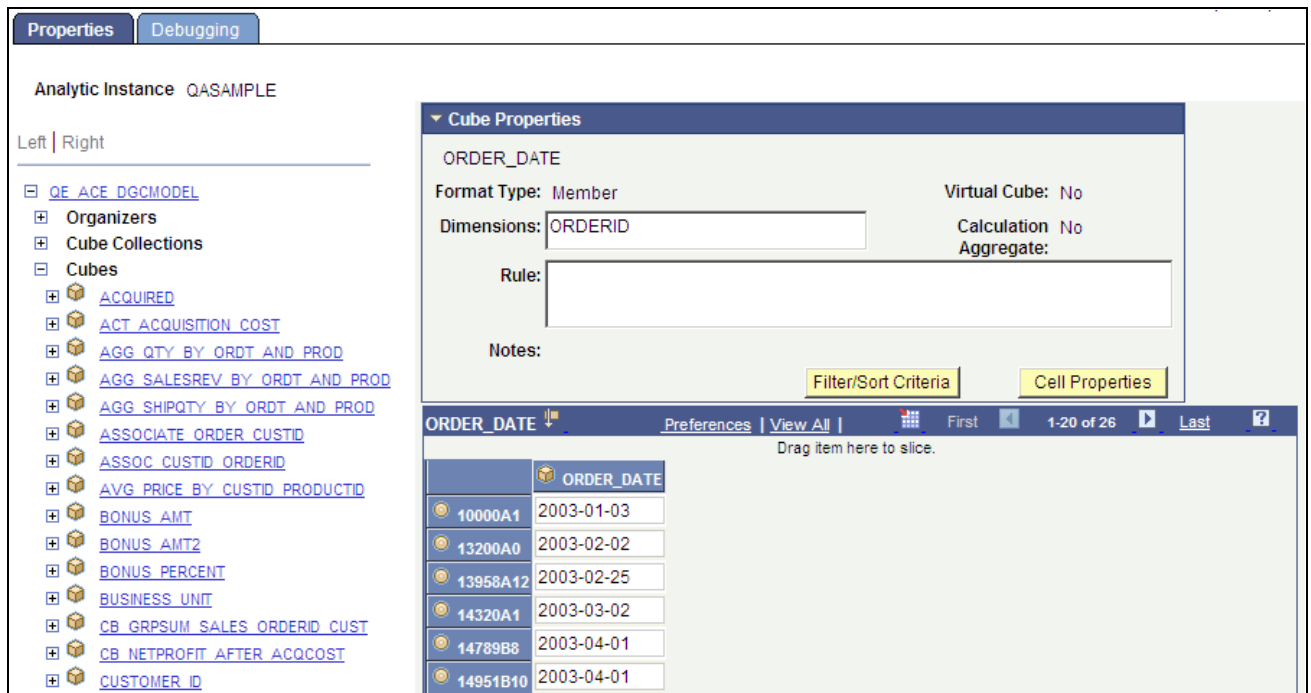 Properties Debugging
Analytic Instance QASAMPLE
Left | Right
QE_ACE_DGCMODEL
Organizers
Cube Collections
Cubes
ACQUIRED
ACT_ACQUISITION_COST
AGG_QTY_BY_ORDT_AND_PROD
AGG_SALESREV_BY_ORDT_AND_PROD
AGG_SHIPQTY_BY_ORDT_AND_PROD
ASSOCIATE_ORDER_CUSTID
ASSOC_CUSTID_ORDERID
AVG_PRICE_BY_CUSTID_PRODUCTID
BONUS_AMT
BONUS_AMT2
BONUS_PERCENT
BUSINESS_UNIT
CB_GRPSUM_SALES_ORDERID_CUST
CB_NETPROFIT_AFTER_ACQCOST
CUSTOMER_ID
Cube Properties
ORDER_DATE
Format Type: Member Virtual Cube: No
Dimensions: ORDERID Calculation No
Aggregate:
Rule:
Notes:
Filter/Sort Criteria Cell Properties
ORDER_DATE Preferences | View All | First 1-20 of 26 Last ?
Drag item here to slice.
ORDER_DATE
10000A1 2003-01-03
13200A0 2003-02-02
13958A12 2003-02-25
14320A1 2003-03-02
14789B8 2003-04-01
14951B10 2003-04-01